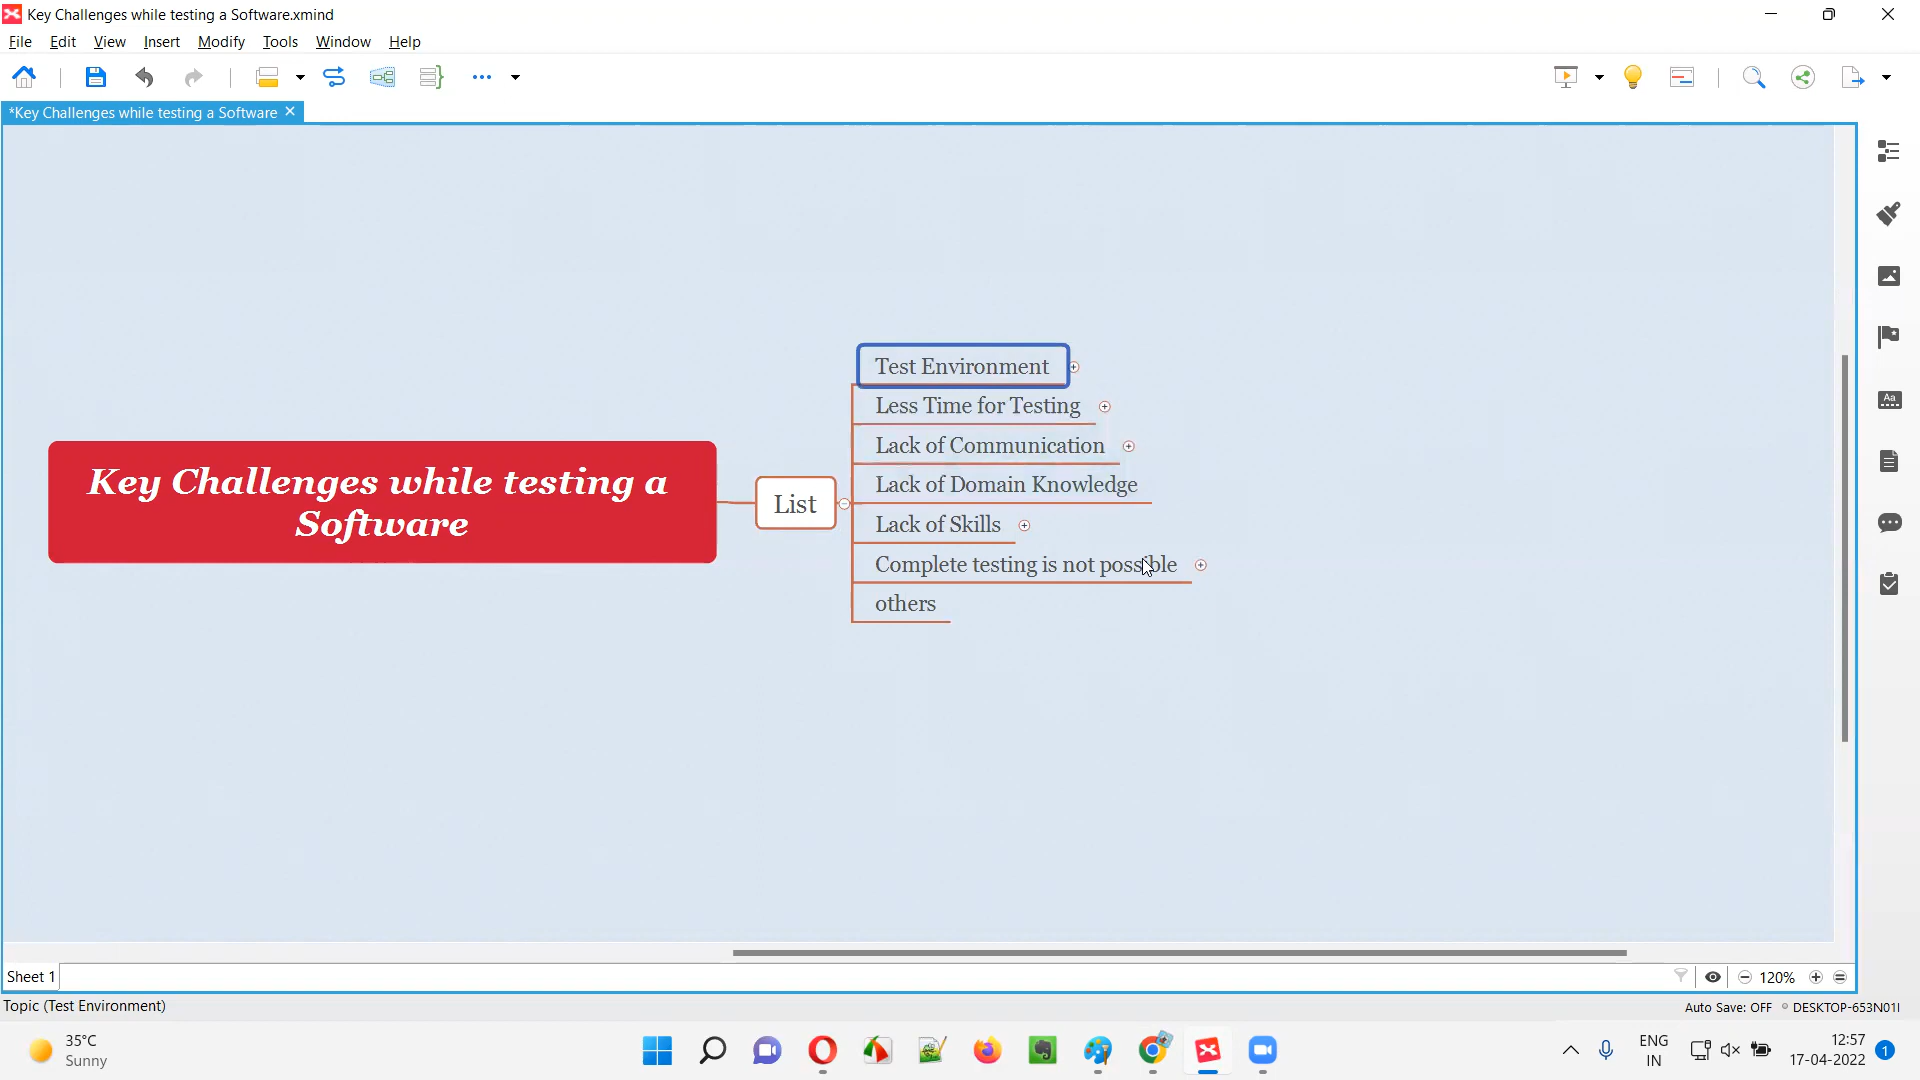 Key Challenges while testing a Software.xmind
File Edit View Insert Modify Tools Window Help
*Key Challenges while testing a Software
Aa
Key Challenges while testing a
Software
List
Test Environment
Less Time for Testing
Lack of Communication
Lack of Domain Knowledge
Lack of Skills
Complete testing is not possible
others
Sheet 1
120%
Topic (Test Environment)
Auto Save: OFF
DESKTOP-653N01I
35°C
Sunny
ENG
IN
12:57
17-04-2022
1